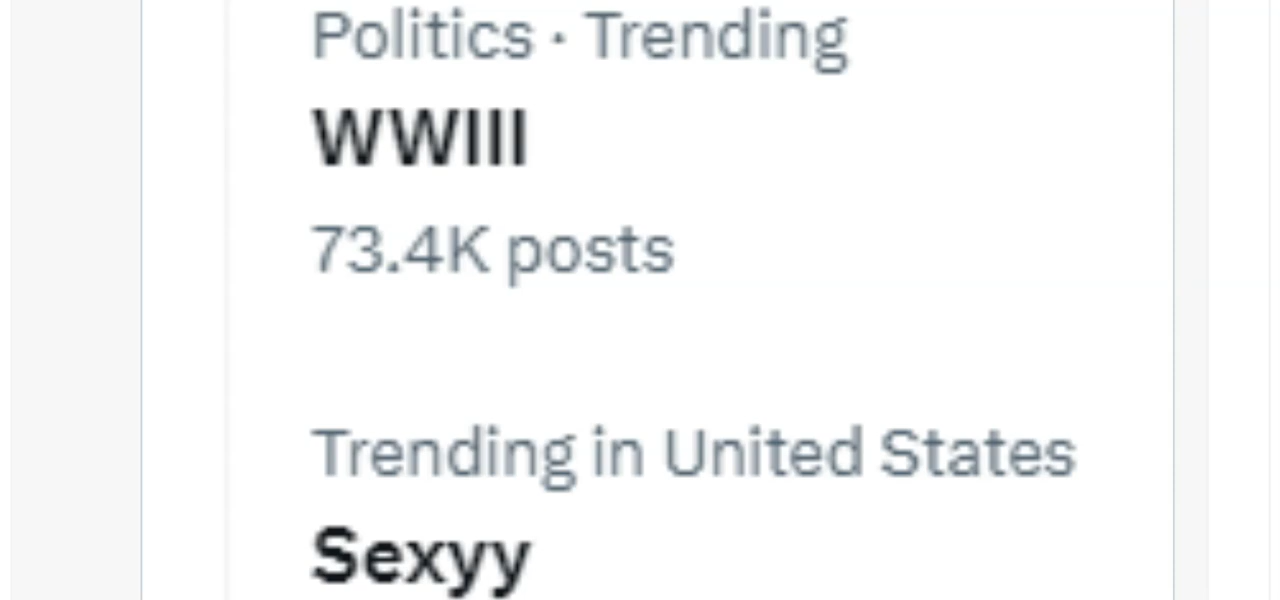 Politics · Trending
WWIII
73.4K posts
Trending in United States
Sexyy